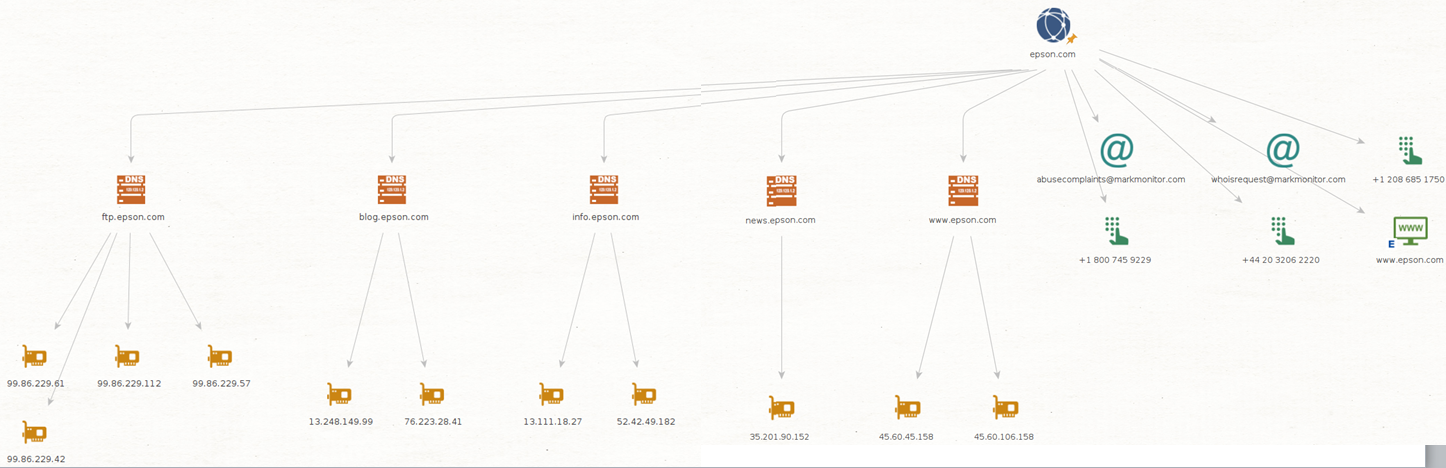 epson.com
abusecomplaints@markmonitor.com
whoisrequest@markmonitor.com
+1 208 685 1750
DNS
ftp.epson.com
DNS
blog.epson.com
DNS
info.epson.com
DNS
news.epson.com
DNS
www.epson.com
+1 800 745 9229
+44 20 3206 2220
WWW
E
www.epson.com
99.86.229.61
99.86.229.112
99.86.229.57
13.248.149.99
76.223.28.41
13.111.18.27
52.42.49.182
35.201.90.152
45.60.45.158
45.60.106.158
99.86.229.42